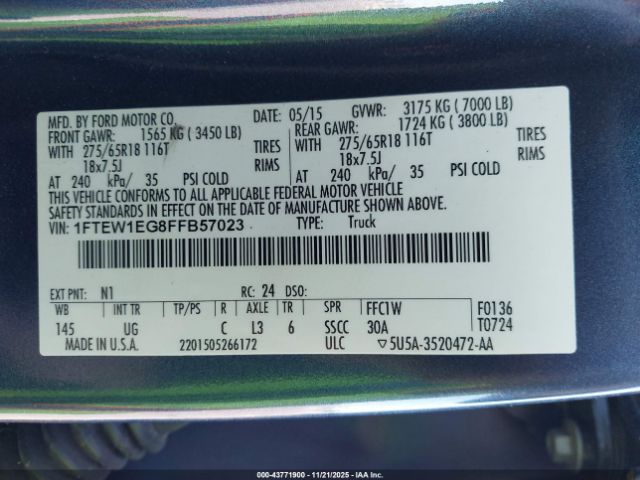 MFD. BY FORD MOTOR CO. DATE: 05/15 GVWR: 3175 KG ( 7000 LB)
FRONT GAWR: 1565 KG ( 3450 LB) REAR GAWR: 1724 KG ( 3800 LB)
WITH 275/65R18 116T TIRES WITH 275/65R18 116T TIRES
18x7.5J RIMS 18x7.5J RIMS
AT 240 kPa/ 35 PSI COLD AT 240 kPa/ 35 PSI COLD
THIS VEHICLE CONFORMS TO ALL APPLICABLE FEDERAL MOTOR VEHICLE
SAFETY STANDARDS IN EFFECT ON THE DATE OF MANUFACTURE SHOWN ABOVE.
VIN: 1FTEW1EG8FFB57023 TYPE: Truck
EXT PNT: N1 RC: 24 DSO:
WB INT TR TP/PS R AXLE TR SPR FFC1W F0136
145 UG C L3 6 SSCC 30A T0724
MADE IN U.S.A. 2201505266172 ULC ▽5U5A-3520472-AA
000-43771900 - 11/21/2025 - IAA Inc.